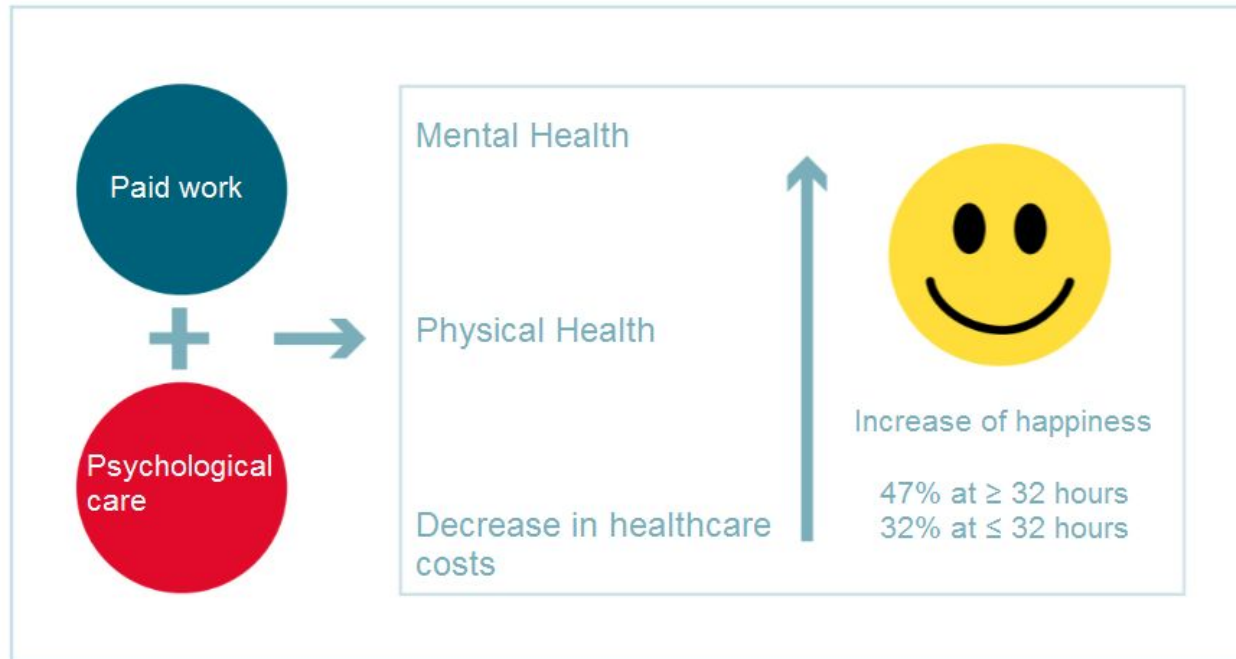 Paid work
Psychological
care
Mental Health
Physical Health
Decrease in healthcare
costs
Increase of happiness
47% at ≥ 32 hours
32% at ≤ 32 hours